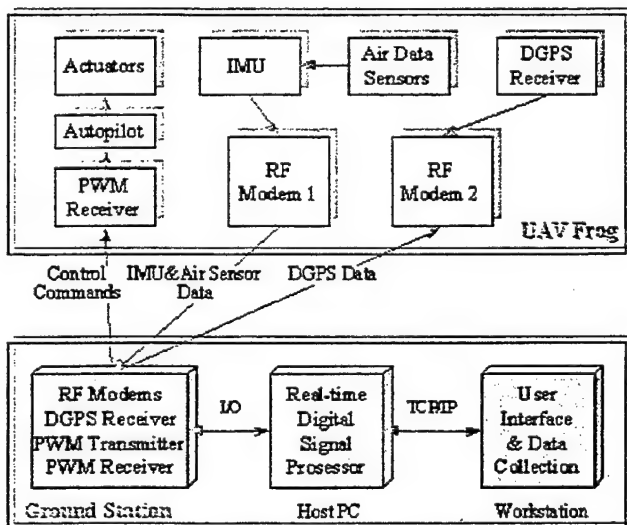 Actuators
IMU
Air Data
Sensors
DGPS
Receiver
Autopilot
PWM
Receiver
RF
Modem 1
RF
Modem 2
UAV Frog
Control
Commands
IMU&Air Sensor
Data
DGPS Data
RF Modems
DGPS Receiver
PWM Transmitter
PWM Receiver
I/O
Real-time
Digital
Signal
Prosessor
TCP/IP
User
Interface
& Data
Collection
Ground Station
Host PC
Workstation